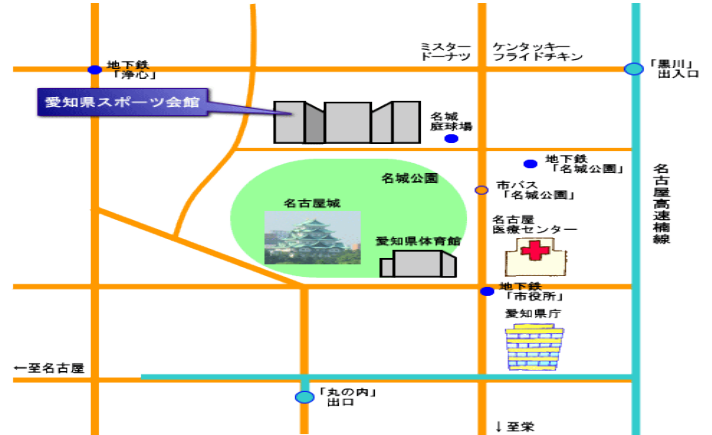 ミスター
ドーナツ
ケンタッキー
フライドチキン
地下鉄
「浄心」
「黒川」
出入口
愛知県スポーツ会館
名城
庭球場
地下鉄
「名城公園」
名城公園
市バス
「名城公園」
名古屋高速楠線
名古屋城
名古屋
医療センター
愛知県体育館
地下鉄
「市役所」
愛知県庁
←至名古屋
「丸の内」
出口
↓至栄